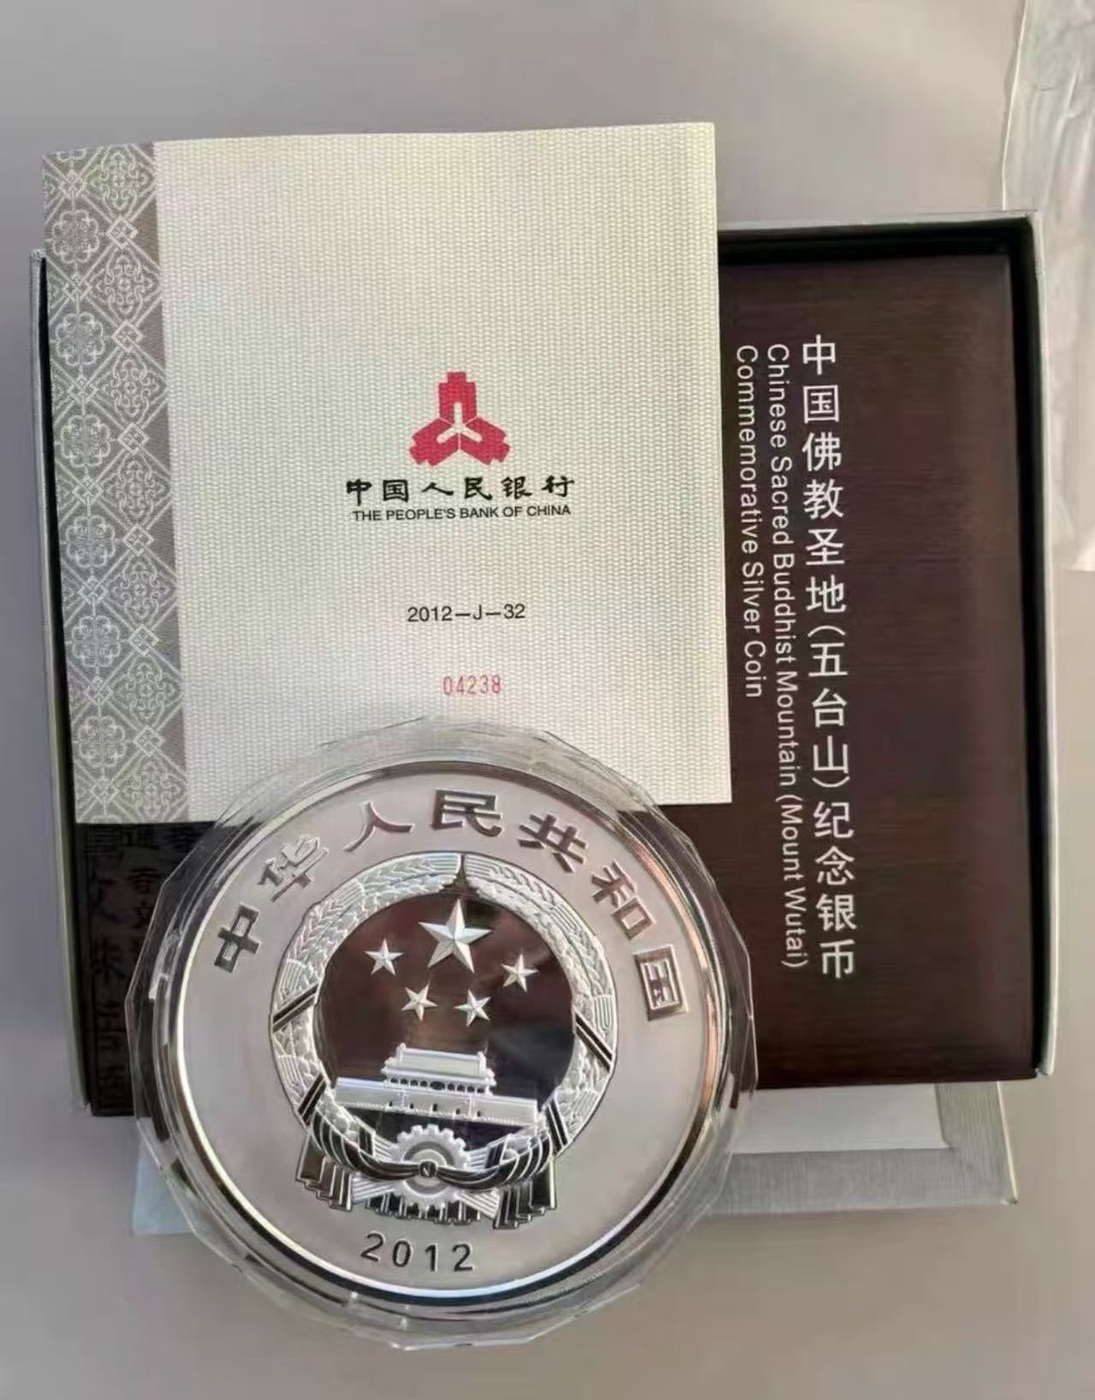 中国人民银行
THE PEOPLE'S BANK OF CHINA
2012—J—32
04238
中国佛教圣地(五台山)纪念银币
Chinese Sacred Buddhist Mountain (Mount Wutai)
Commemorative Silver Coin
中华人民共和国
2012